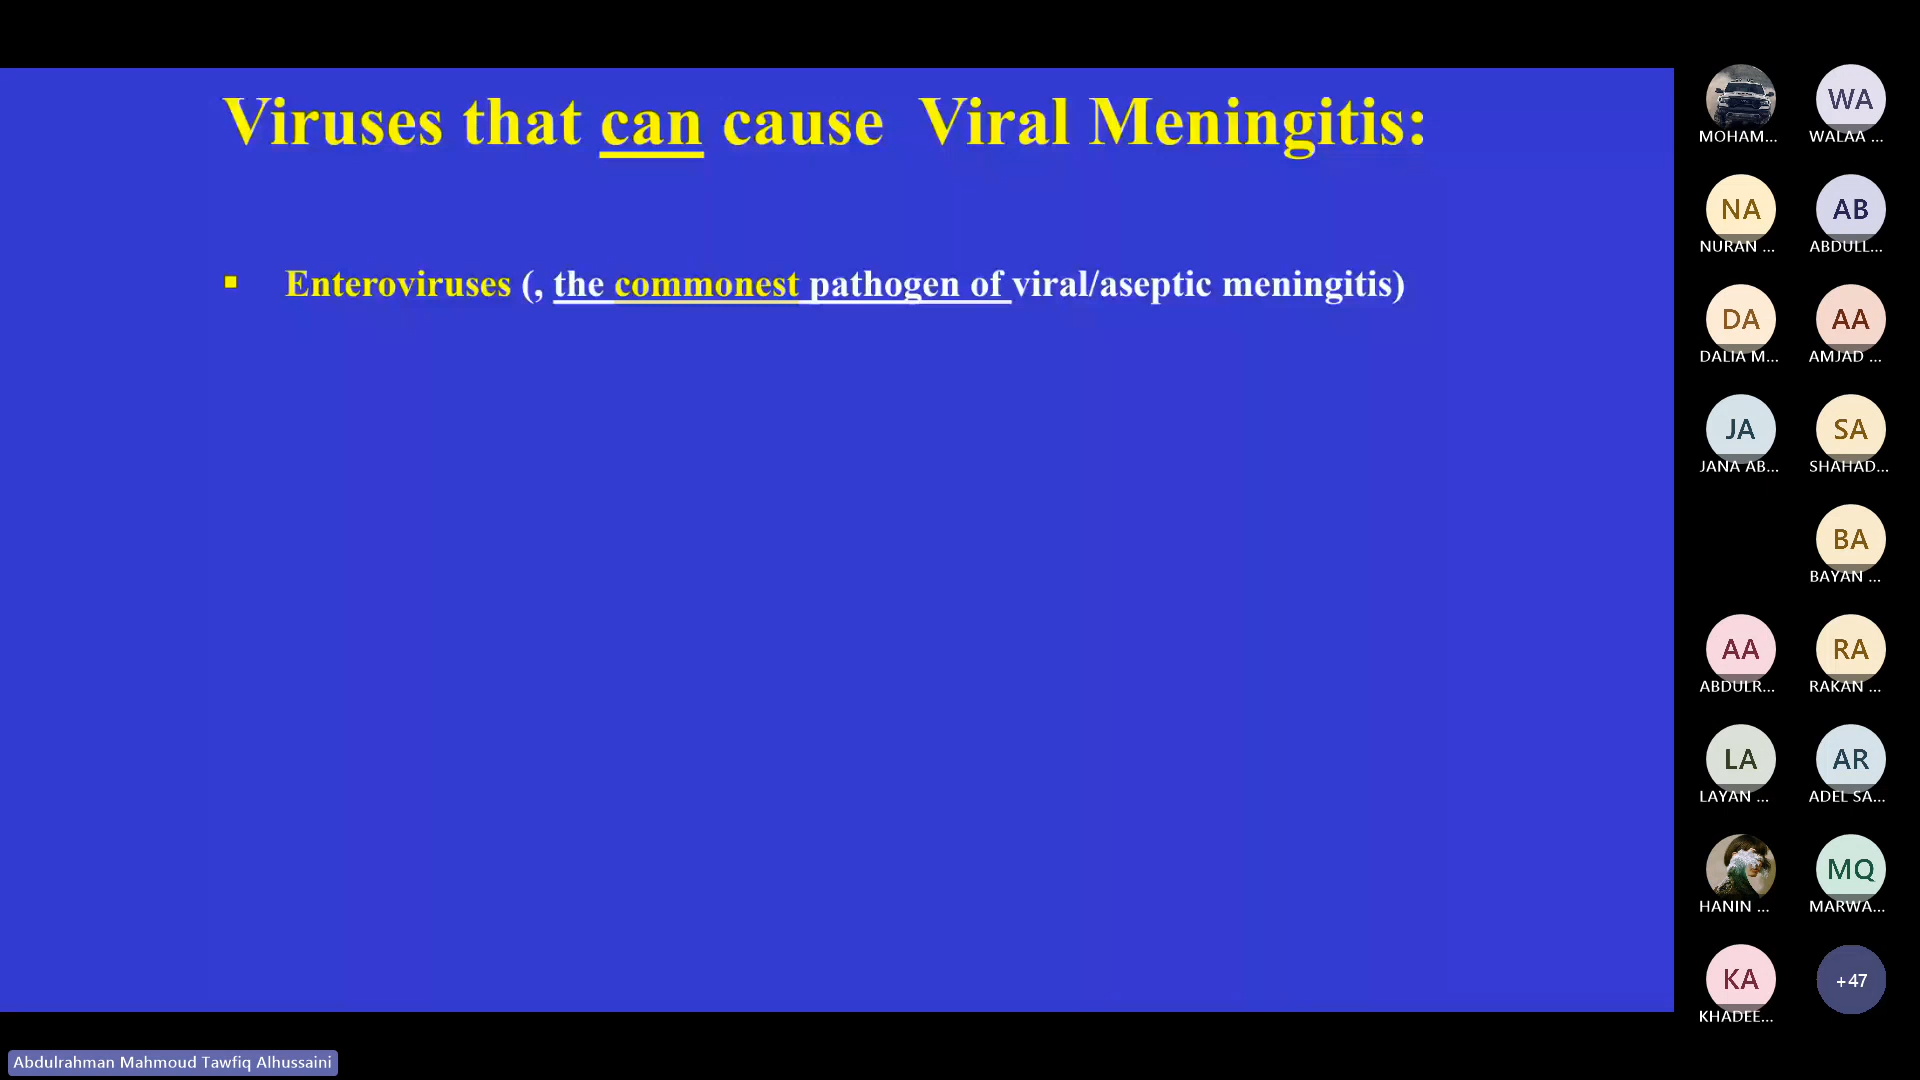 Viruses that can cause Viral Meningitis:
▪ Enteroviruses (, the commonest pathogen of viral/aseptic meningitis)
WA
MOHAM... WALAA ...
NA AB
NURAN ... ABDULL...
DA AA
DALIA M... AMJAD ...
JA SA
JANA AB... SHAHAD...
BA
BAYAN ...
AA RA
ABDULR... RAKAN ...
LA AR
LAYAN ... ADEL SA...
MQ
HANIN ... MARWA...
KA +47
KHADEE...
Abdulrahman Mahmoud Tawfiq Alhussaini